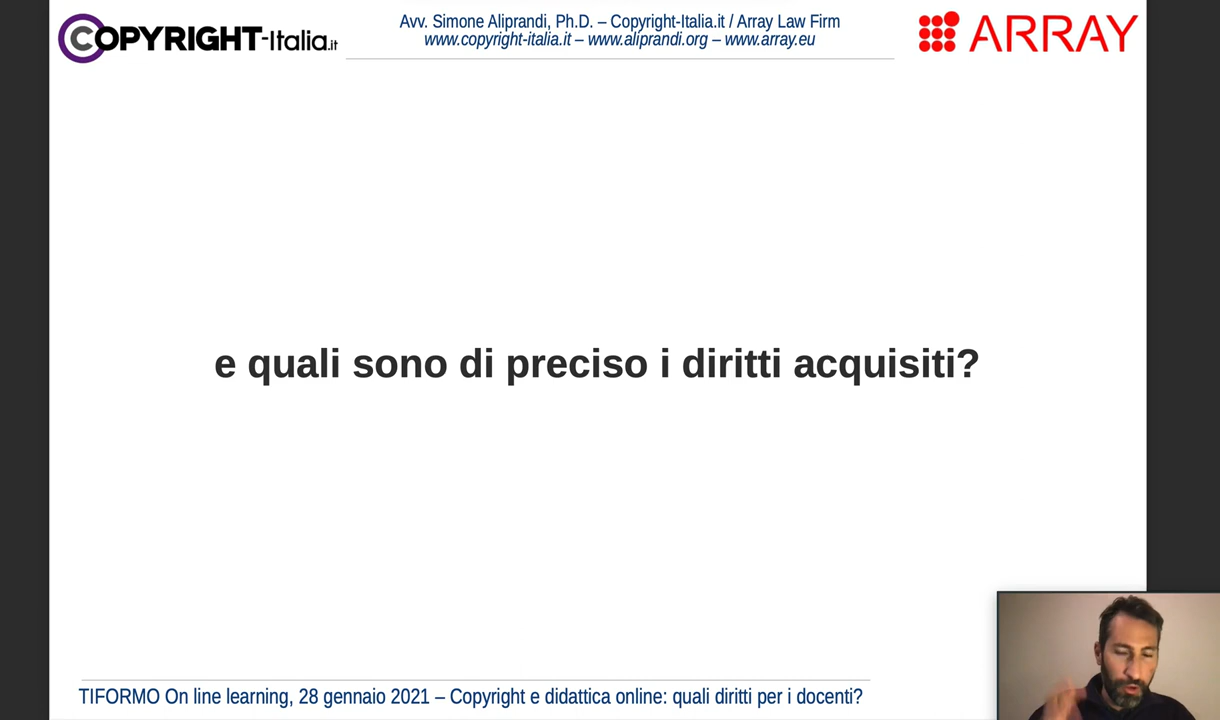 COPYRIGHT-Italia.it
Avv. Simone Aliprandi, Ph.D. – Copyright-Italia.it / Array Law Firm
www.copyright-italia.it – www.aliprandi.org – www.array.eu
ARRAY
e quali sono di preciso i diritti acquisiti?
TIFORMO On line learning, 28 gennaio 2021 – Copyright e didattica online: quali diritti per i docenti?